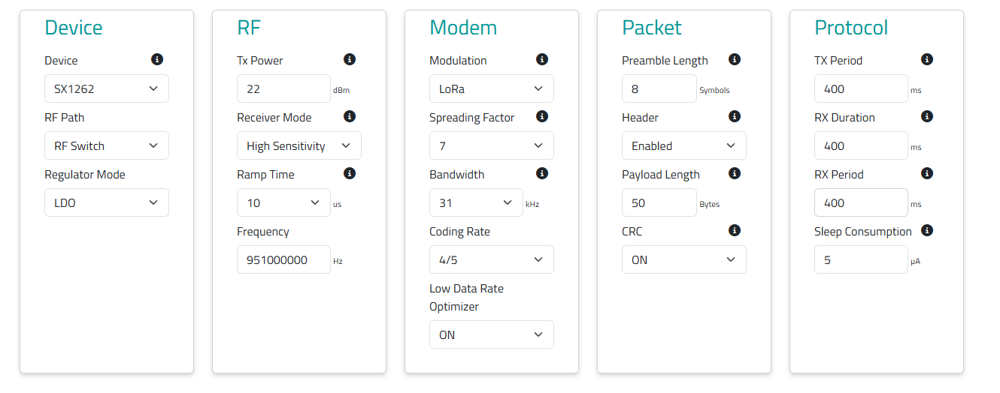 Device
Device
SX1262
RF Path
RF Switch
Regulator Mode
LDO
RF
Tx Power
22 dBm
Receiver Mode
High Sensitivity
Ramp Time
10 us
Frequency
951000000 Hz
Modem
Modulation
LoRa
Spreading Factor
7
Bandwidth
31 kHz
Coding Rate
4/5
Low Data Rate
Optimizer
ON
Packet
Preamble Length
8 Symbols
Header
Enabled
Payload Length
50 Bytes
CRC
ON
Protocol
TX Period
400 ms
RX Duration
400 ms
RX Period
400 ms
Sleep Consumption
5 µA